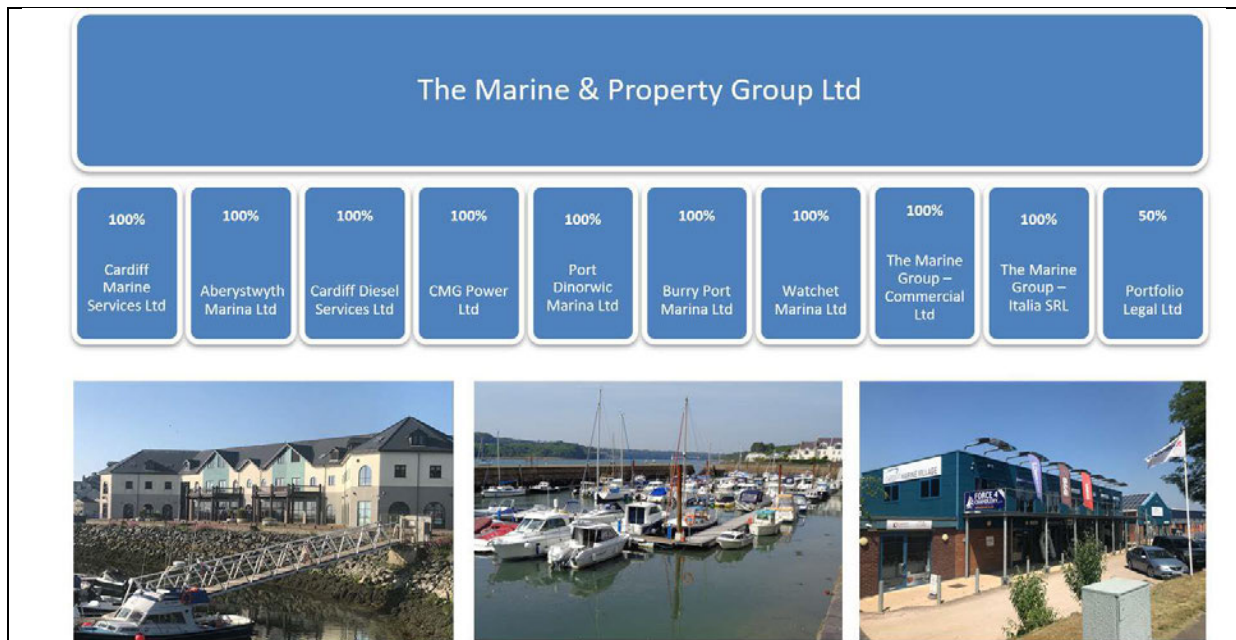 The Marine & Property Group Ltd
100%
Cardiff
Marine
Services Ltd
100%
Aberystwyth
Marina Ltd
100%
Cardiff Diesel
Services Ltd
100%
CMG Power
Ltd
100%
Port
Dinorwic
Marina Ltd
100%
Burry Port
Marina Ltd
100%
Watchet
Marina Ltd
100%
The Marine
Group –
Commercial
Ltd
100%
The Marine
Group –
Italia SRL
50%
Portfolio
Legal Ltd
MARINE VILLAGE
FORCE 4